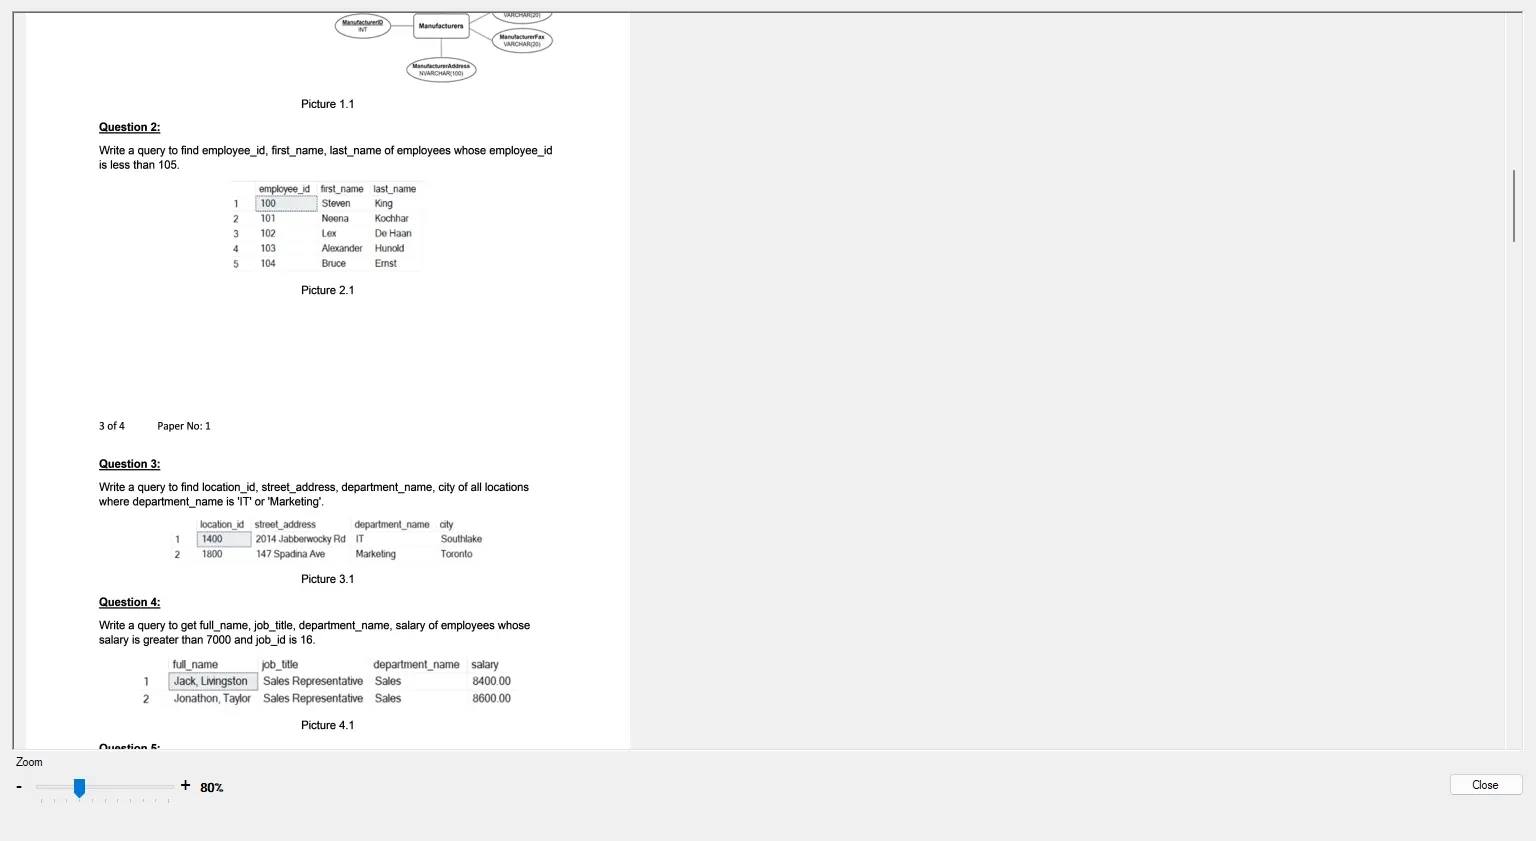 VARCHAR(20)
ManufacturerID
INT
Manufacturers
ManufacturerFax
VARCHAR(20)
ManufacturerAddress
NVARCHAR(100)
Picture 1.1
Question 2:
Write a query to find employee_id, first_name, last_name of employees whose employee_id
is less than 105.
employee_id first_name last_name
1 100 Steven King
2 101 Neena Kochhar
3 102 Lex De Haan
4 103 Alexander Hunold
5 104 Bruce Ernst
Picture 2.1
3 of 4 Paper No: 1
Question 3:
Write a query to find location_id, street_address, department_name, city of all locations
where department_name is 'IT' or 'Marketing'.
location_id street_address department_name city
1 1400 2014 Jabberwocky Rd IT Southlake
2 1800 147 Spadina Ave Marketing Toronto
Picture 3.1
Question 4:
Write a query to get full_name, job_title, department_name, salary of employees whose
salary is greater than 7000 and job_id is 16.
full_name job_title department_name salary
1 Jack, Livingston Sales Representative Sales 8400.00
2 Jonathon, Taylor Sales Representative Sales 8600.00
Picture 4.1
Question 5:
Zoom
- + 80%
Close